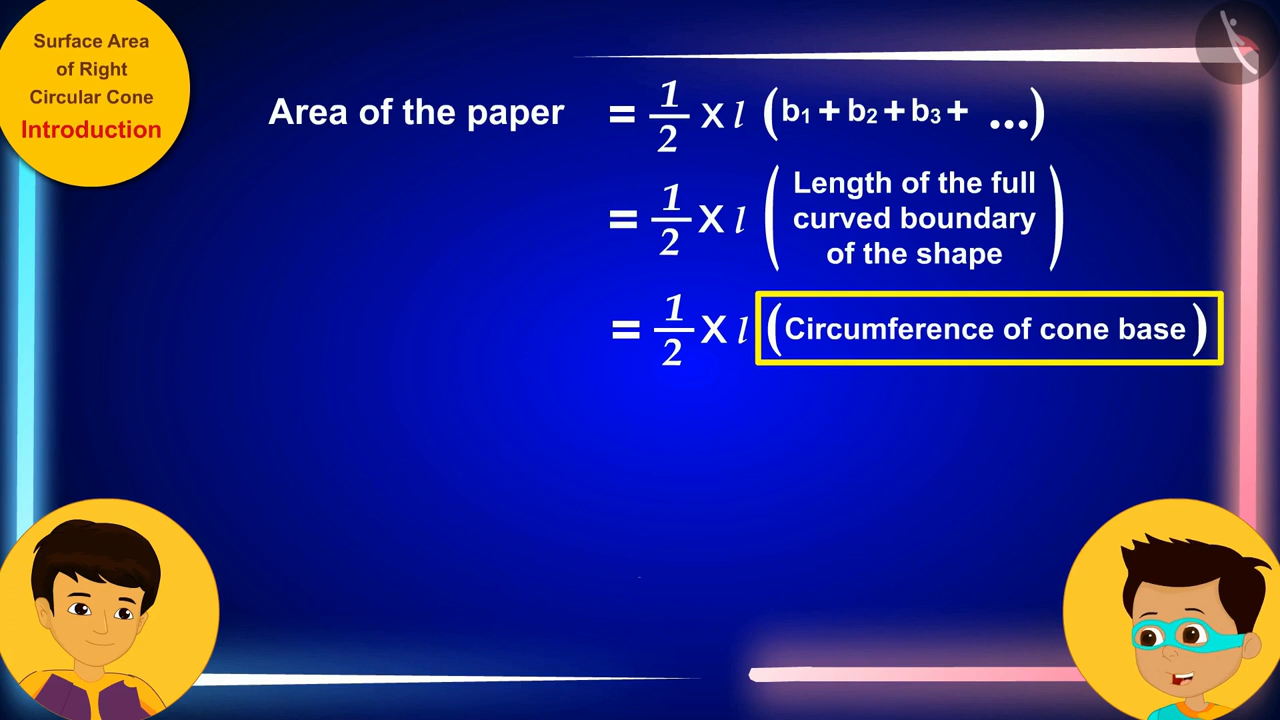 Surface Area
of Right
Circular Cone
Introduction
Area of the paper = 1/2 X l (b₁ + b₂ + b₃ + ...)
= 1/2 X l (Length of the full
curved boundary
of the shape)
= 1/2 X l (Circumference of cone base)